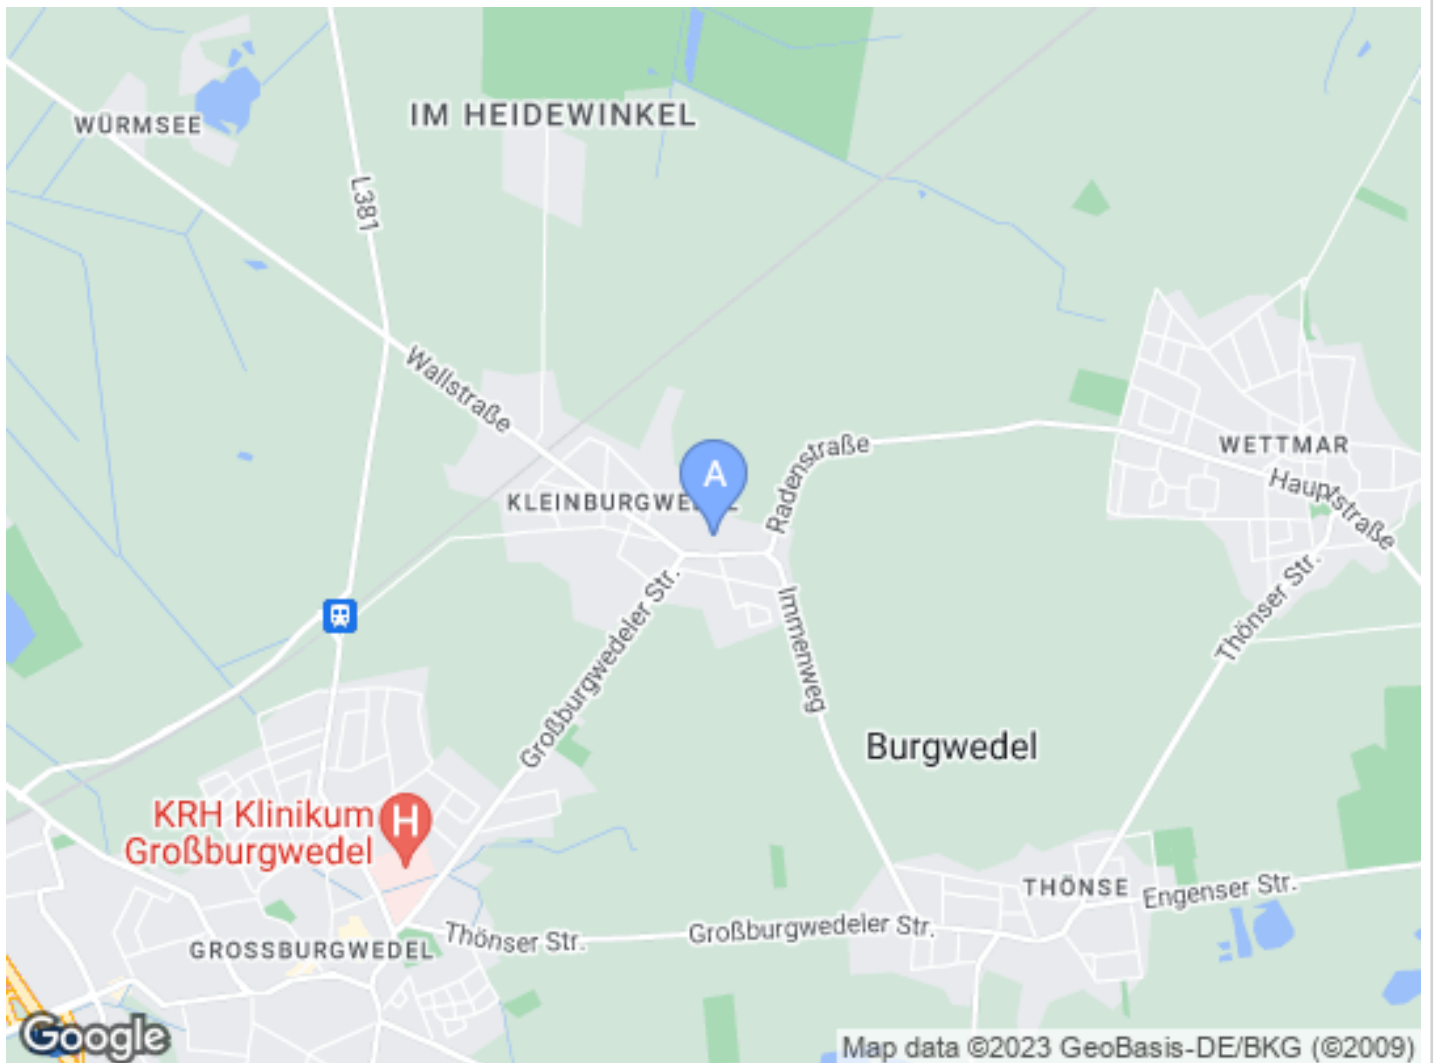 WÜRMSEE
IM HEIDEWINKEL
L381
Wallstraße
Radenstraße
WETTMAR
Hauptstraße
A
KLEINBURGWE
Großburgwedeler Str.
Immenweg
Thönser Str.
Burgwedel
KRH Klinikum
Großburgwedel
H
THÖNSE
Engenser Str.
Großburgwedeler Str.
Thönser Str.
GROSSBURGWEDEL
Google
Map data ©2023 GeoBasis-DE/BKG (©2009)